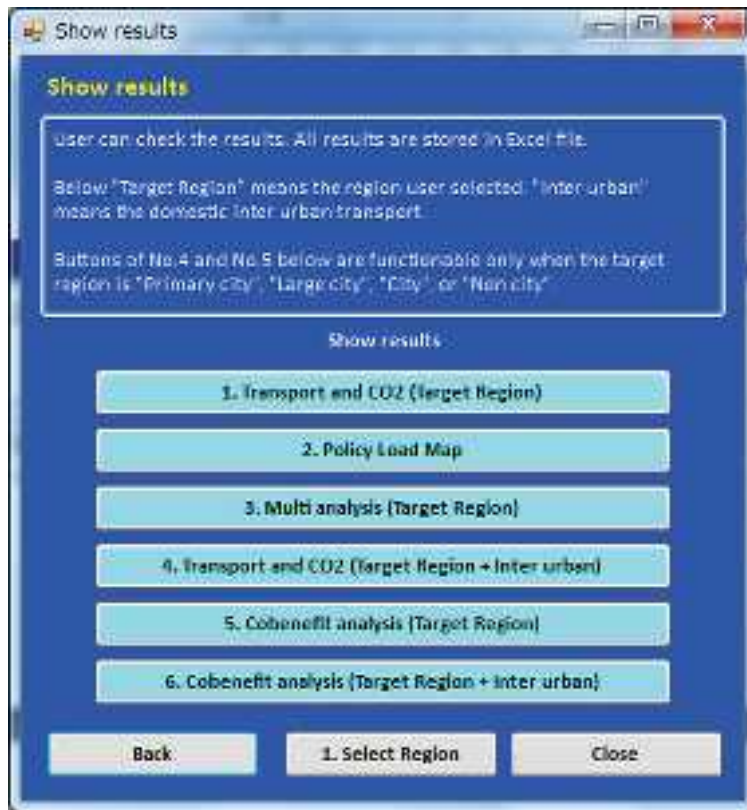 Show results
Show results
User can check the results. All results are stored in Excel file.
Below "Target Region" means the region user selected. "Inter urban"
means the domestic inter urban transport.
Buttons of No.4 and No.5 below are functionable only when the target
region is "Primary city", "Large city", "City" or "Non city"
Show results
1. Transport and CO2 (Target Region)
2. Policy Load Map
3. Multi analysis (Target Region)
4. Transport and CO2 (Target Region + Inter urban)
5. Cobenefit analysis (Target Region)
6. Cobenefit analysis (Target Region + Inter urban)
Back
1. Select Region
Close